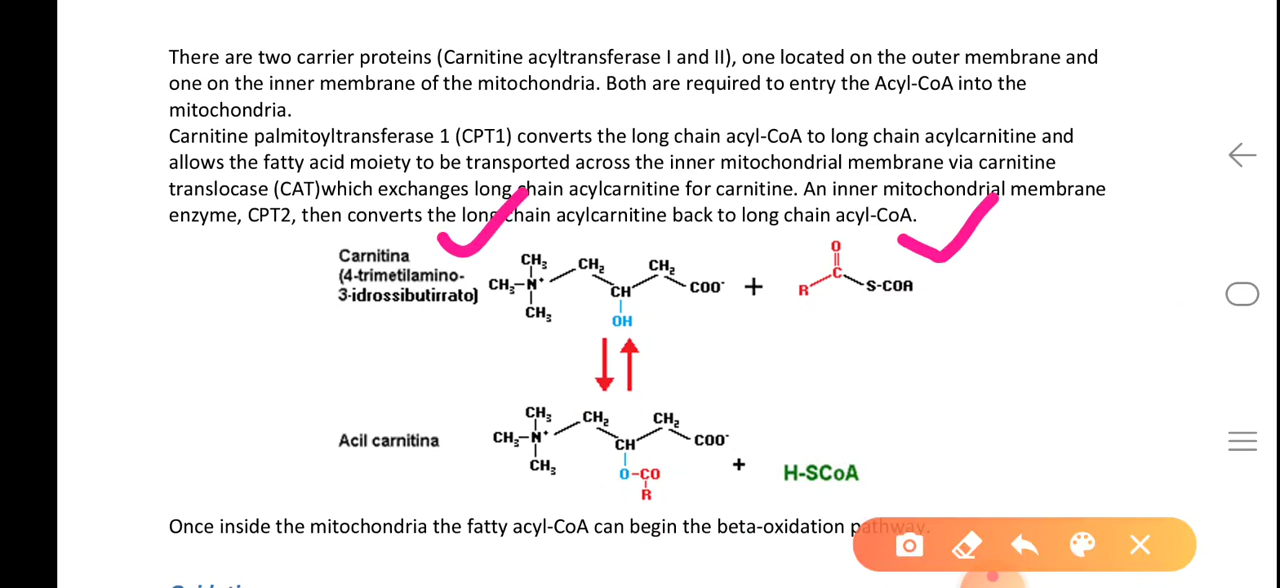 There are two carrier proteins (Carnitine acyltransferase I and II), one located on the outer membrane and
one on the inner membrane of the mitochondria. Both are required to entry the Acyl-CoA into the
mitochondria.
Carnitine palmitoyltransferase 1 (CPT1) converts the long chain acyl-CoA to long chain acylcarnitine and
allows the fatty acid moiety to be transported across the inner mitochondrial membrane via carnitine
translocase (CAT)which exchanges long chain acylcarnitine for carnitine. An inner mitochondrial membrane
enzyme, CPT2, then converts the long chain acylcarnitine back to long chain acyl-CoA.
Carnitina
(4-trimetilamino-
3-idrossibutirrato)
CH₃
CH₃-N⁺
CH₃
CH₂
CH
OH
CH₂
COO⁻
+
O
C
R
S-COA
Acil carnitina
CH₃
CH₃-N⁺
CH₃
CH₂
CH
O-CO
R
CH₂
COO⁻
+
H-SCoA
Once inside the mitochondria the fatty acyl-CoA can begin the beta-oxidation pathway.